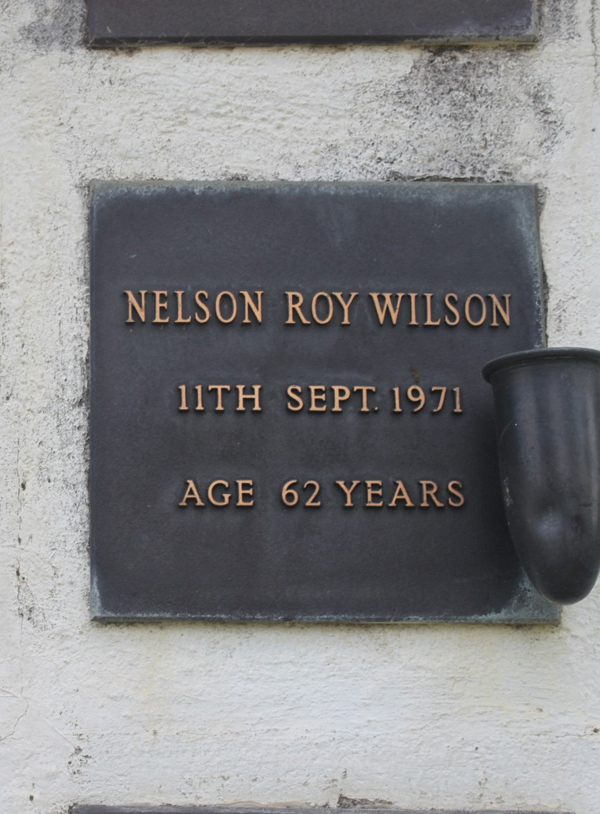 NELSON ROY WILSON
11TH SEPT. 1971
AGE 62 YEARS